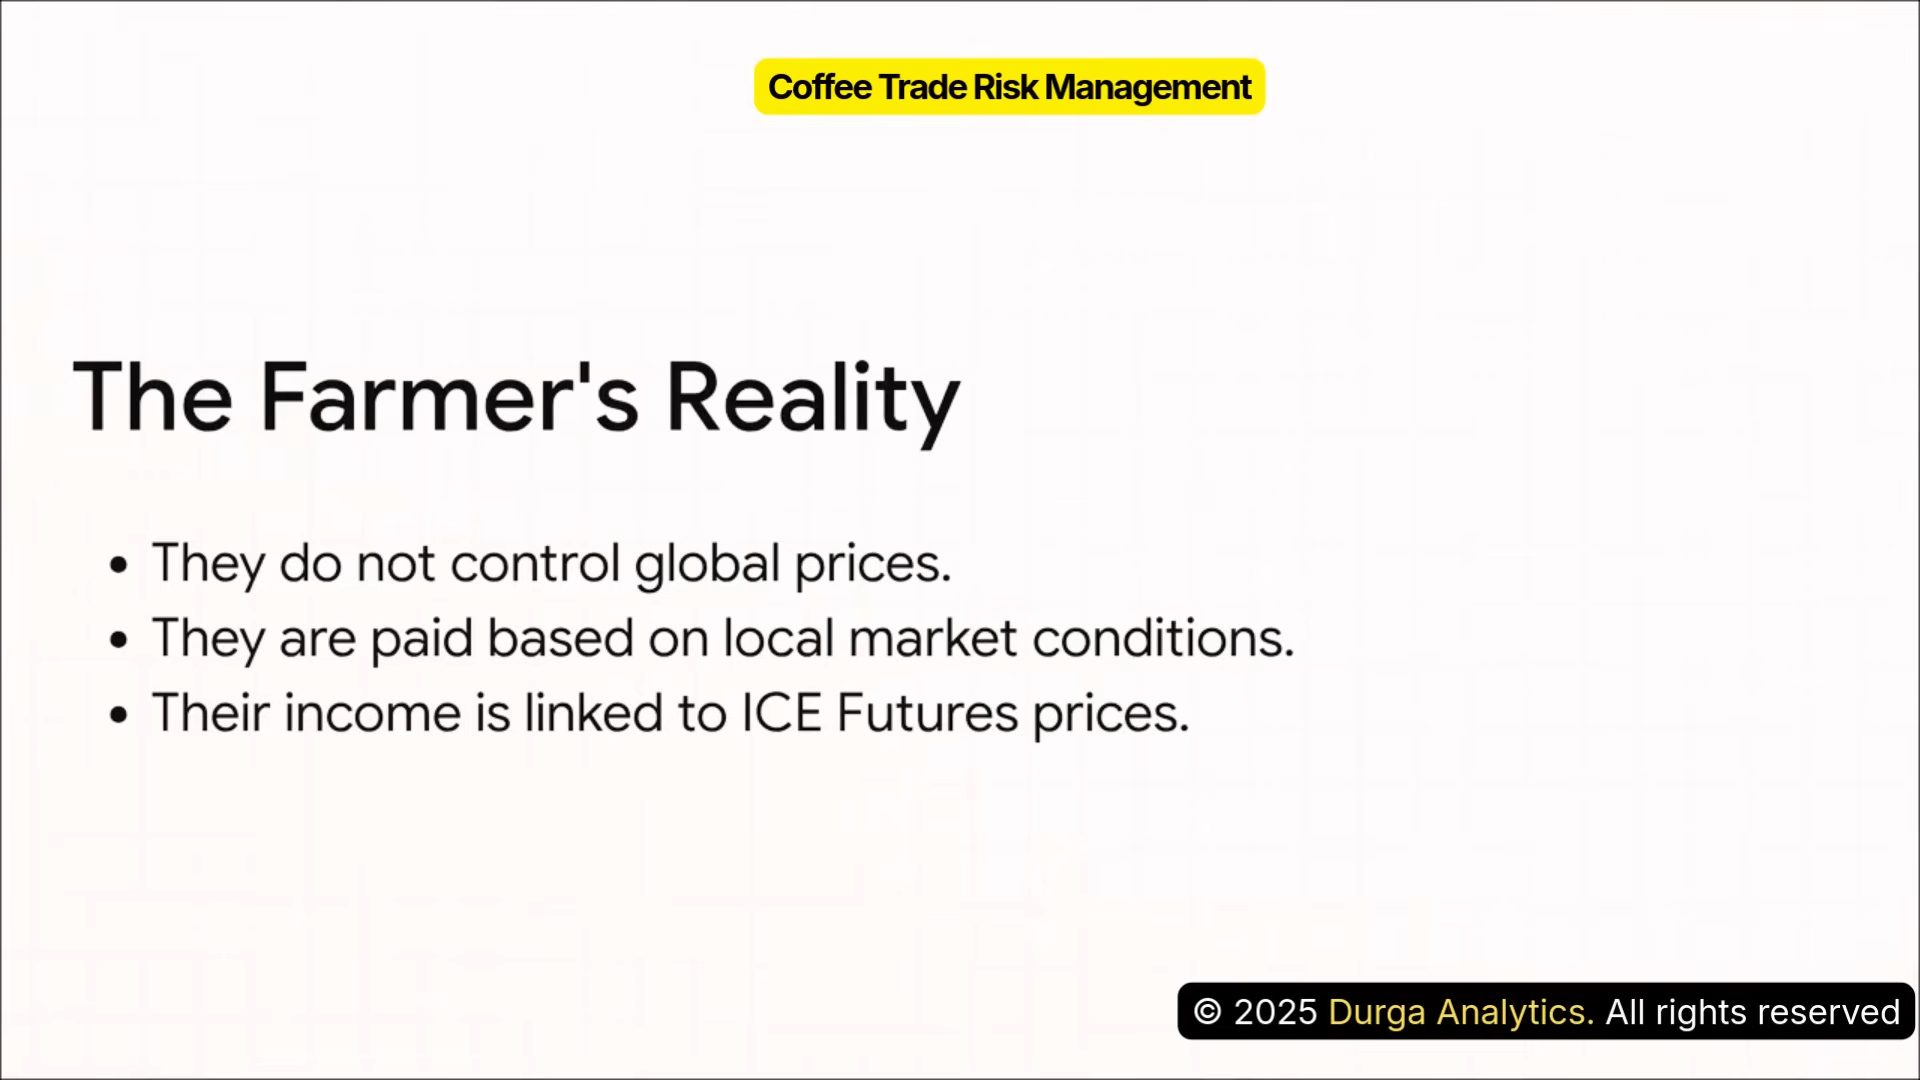 Coffee Trade Risk Management
The Farmer's Reality
• They do not control global prices.
• They are paid based on local market conditions.
• Their income is linked to ICE Futures prices.
© 2025 Durga Analytics. All rights reserved